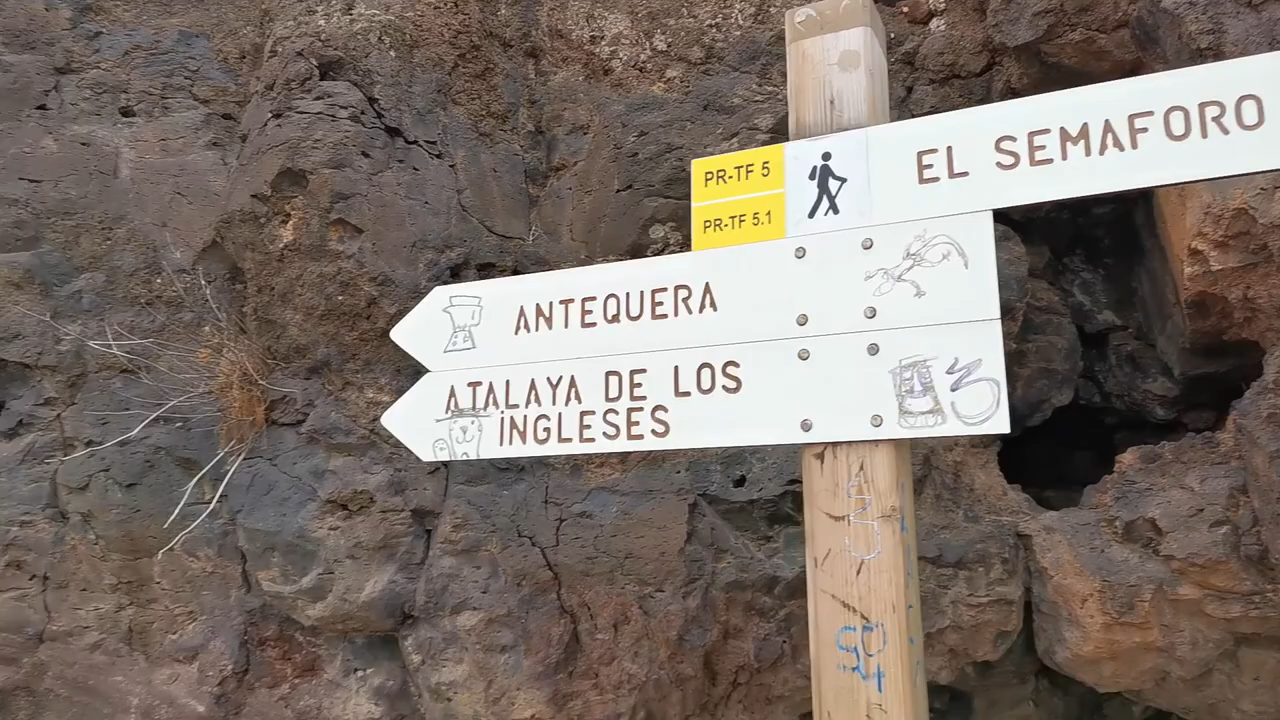 PR-TF 5
PR-TF 5.1
EL SEMAFORO
ANTEQUERA
ATALAYA DE LOS
INGLESES